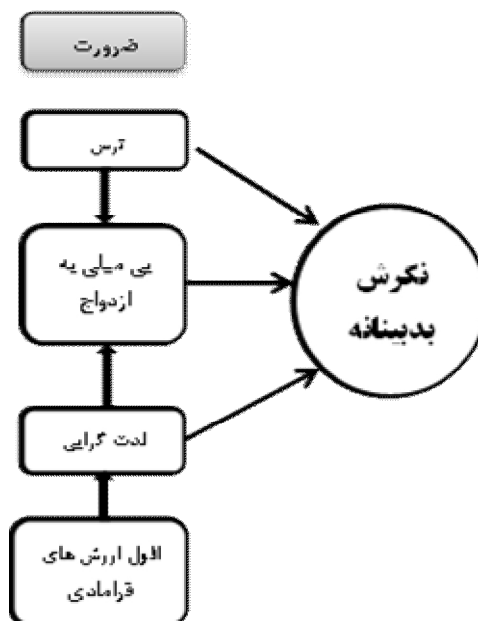 ضرورت
ترس
بی میلی به
ازدواج
نگرش
بدبینانه
لذت گرایی
افول ارزش های
فرامادی